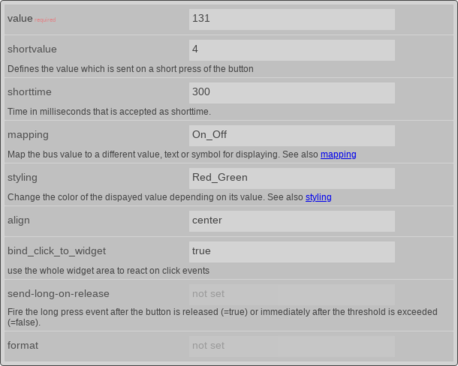 value required 131
shortvalue 4
Defines the value which is sent on a short press of the button
shorttime 300
Time in milliseconds that is accepted as shorttime.
mapping On_Off
Map the bus value to a different value, text or symbol for displaying. See also mapping
styling Red_Green
Change the color of the dispayed value depending on its value. See also styling
align center
bind_click_to_widget true
use the whole widget area to react on click events
send-long-on-release not set
Fire the long press event after the button is released (=true) or immediately after the threshold is exceeded
(=false).
format not set